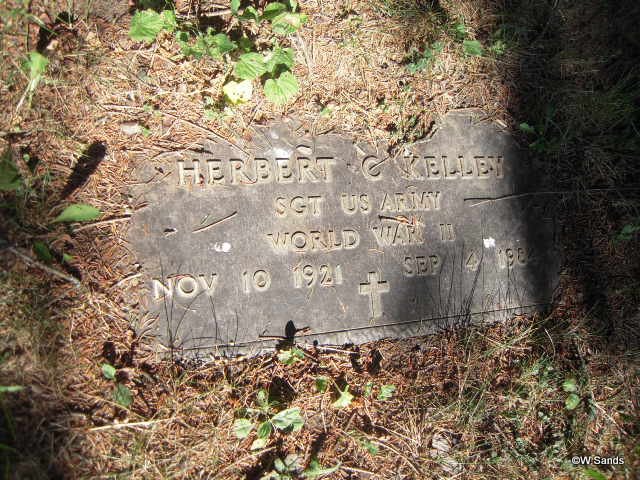 HERBERT C KELLEY
SGT US ARMY
WORLD WAR II
NOV 10 1921 SEP 4
©W.Sands